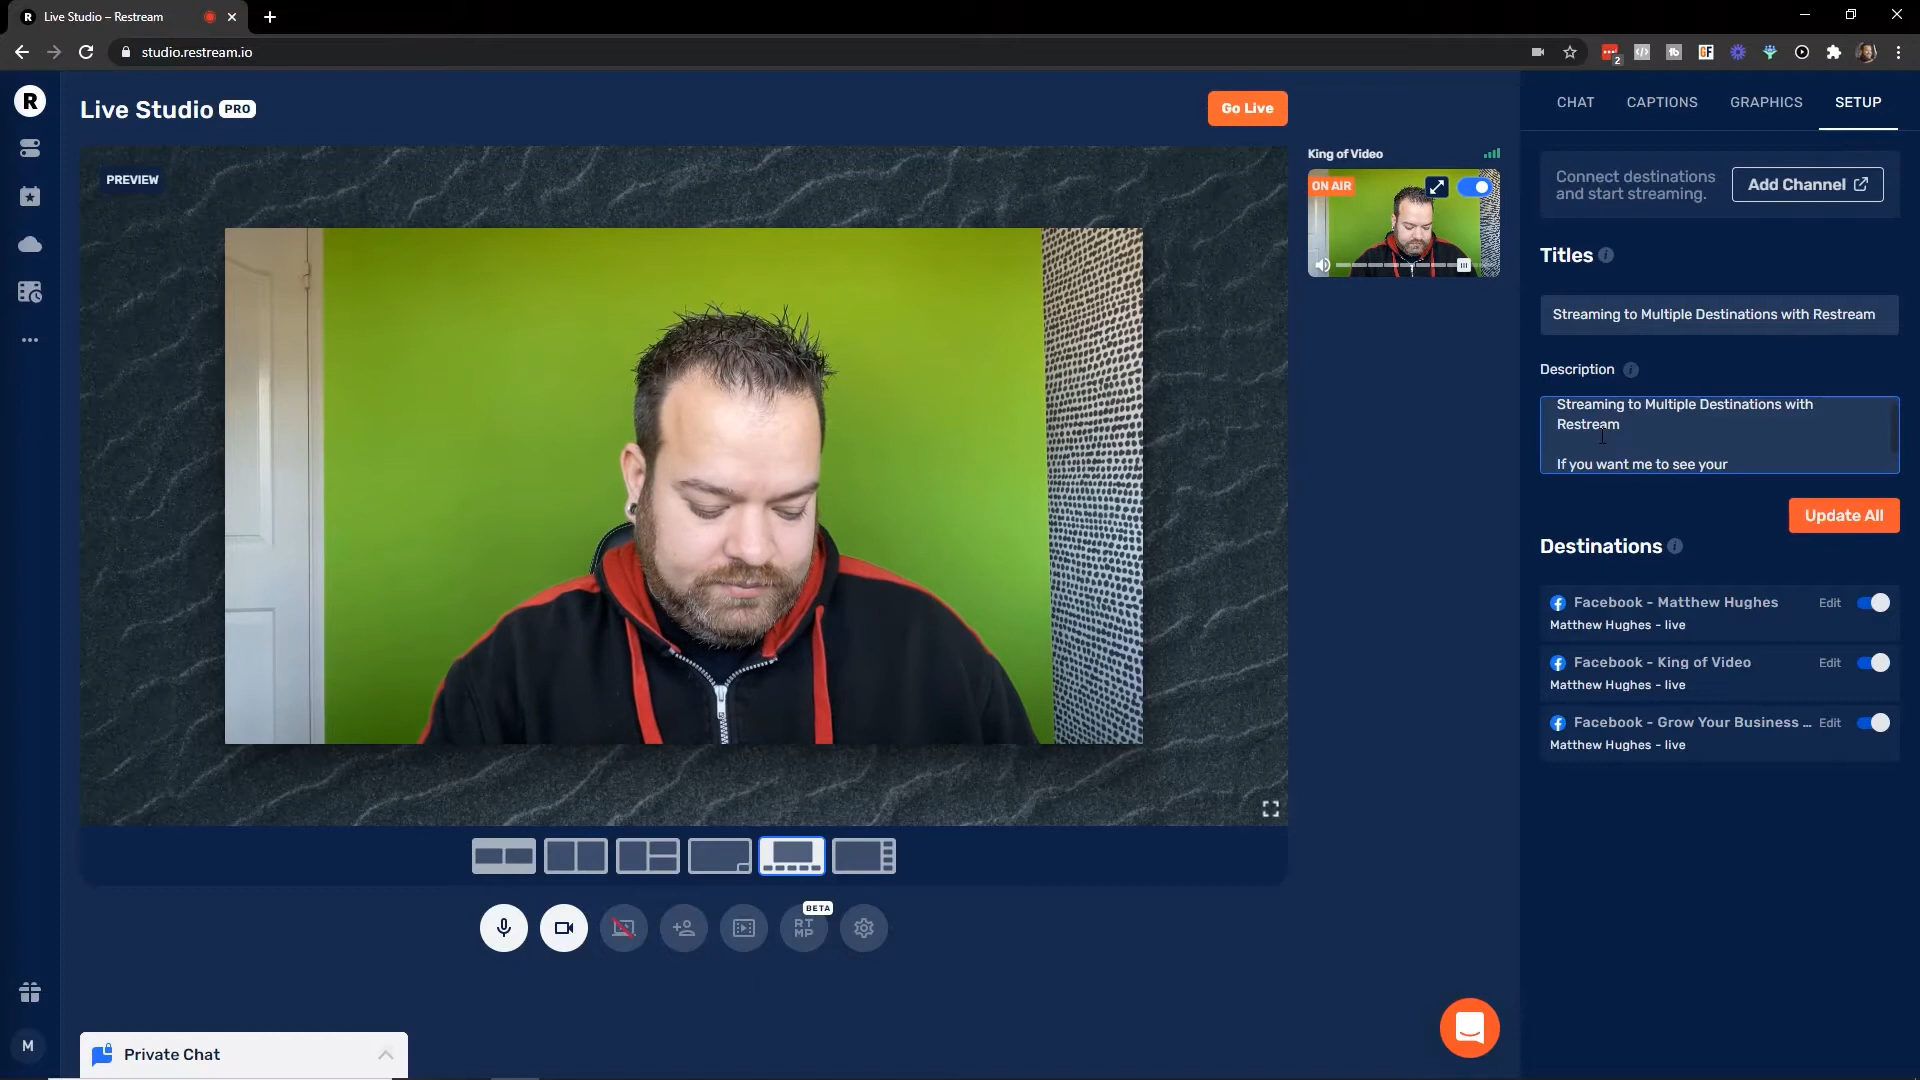 R Live Studio – Restream
studio.restream.io
2
R
Live Studio PRO
Go Live
CHAT CAPTIONS GRAPHICS SETUP
PREVIEW
King of Video
ON AIR
Connect destinations
and start streaming.
Add Channel
Titles
Streaming to Multiple Destinations with Restream
Description
Streaming to Multiple Destinations with
Restream
If you want me to see your
Update All
Destinations
Facebook - Matthew Hughes Edit
Matthew Hughes - live
Facebook - King of Video Edit
Matthew Hughes - live
Facebook - Grow Your Business ... Edit
Matthew Hughes - live
BETA
RT
MP
M
Private Chat